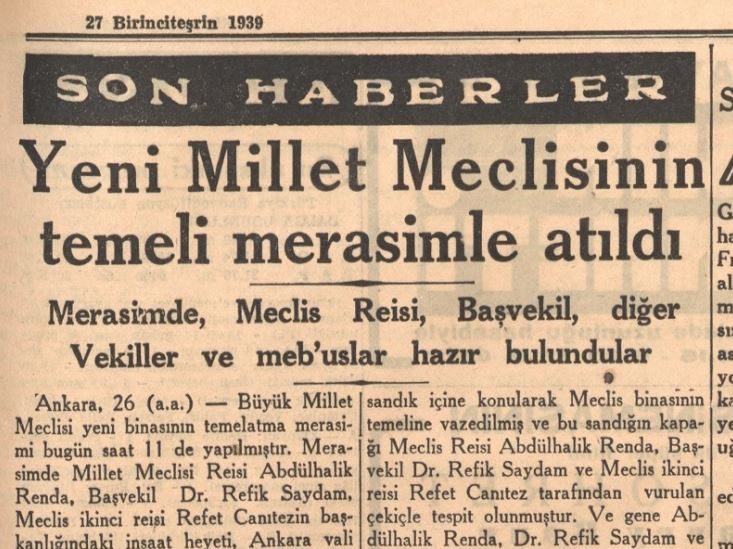 27 Birinciteşrin 1939
SON HABERLER
Yeni Millet Meclisinin
temeli merasimle atıldı
Merasimde, Meclis Reisi, Başvekil, diğer
Vekiller ve meb'uslar hazır bulundular
Ankara, 26 (a.a.) — Büyük Millet
Meclisi yeni binasının temelatma merasi-
mi bugün saat 11 de yapılmıştır. Mera-
simde Millet Meclisi Reisi Abdülhalik
Renda, Başvekil Dr. Refik Saydam,
Meclis ikinci reisi Refet Canıtezin baş-
kanlığındaki inşaat heyeti, Ankara vali
sandık içine konularak Meclis binasının
temeline vazedilmiş ve bu sandığın kapa-
ğı Meclis Reisi Abdülhalik Renda, Baş-
vekil Dr. Refik Saydam ve Meclis ikinci
reisi Refet Canıtez tarafından vurulan
çekiçle tespit olunmuştur. Ve gene Ab-
dülhalik Renda, Dr. Refik Saydam ve